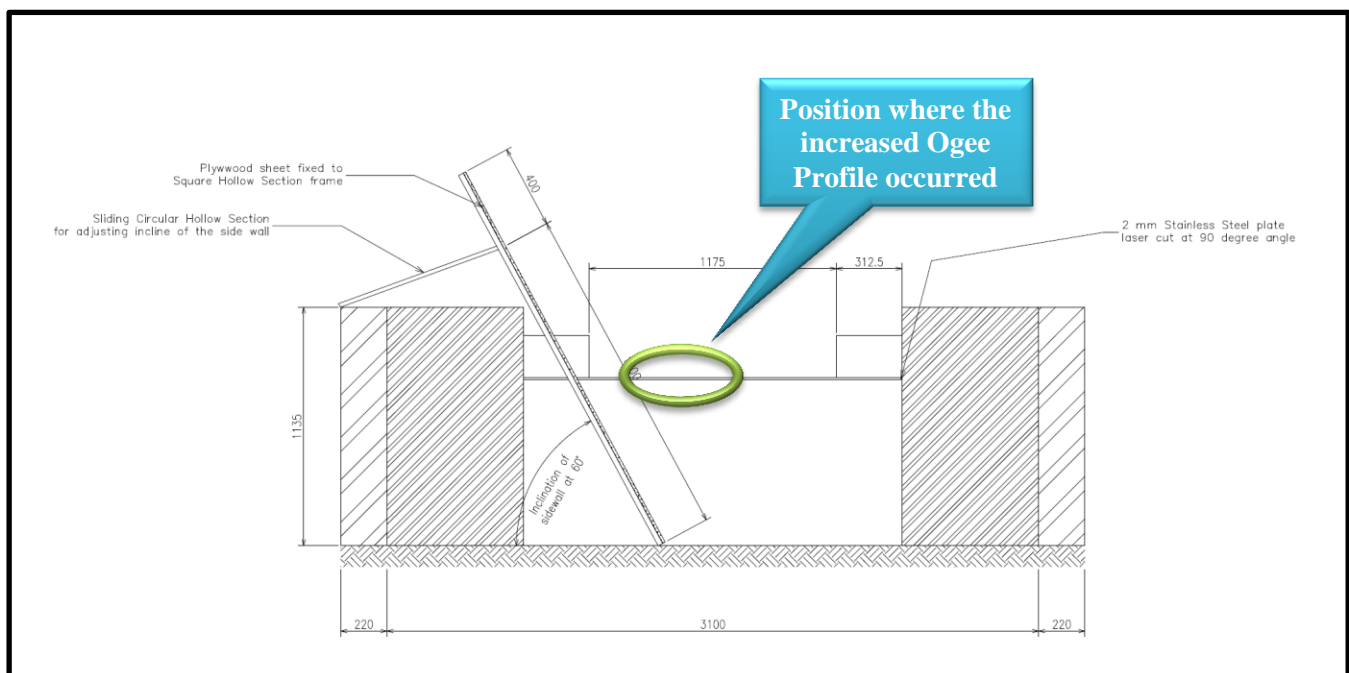 Position where the
increased Ogee
Profile occurred
Plywwood sheet fixed to
Square Hollow Section frame
400
Sliding Circular Hollow Section
for adjusting incline of the side wall
2 mm Stainless Steel plate
laser cut at 90 degree angle
1175
312.5
1135
Inclination of
sidewall at 60°
220
3100
220